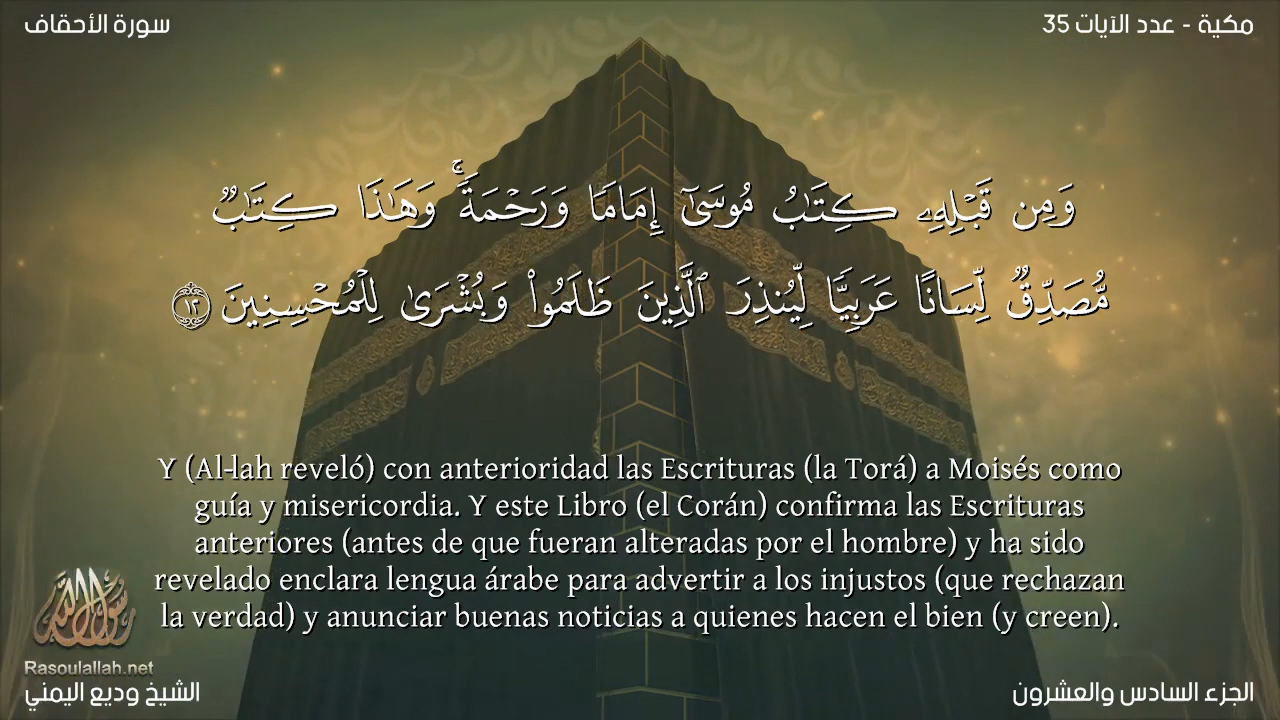 سورة الأحقاف
مكية - عدد الآيات 35
وَمِن قَبْلِهِۦ كِتَٰبُ مُوسَىٰٓ إِمَامًا وَرَحْمَةً ۚ وَهَٰذَا كِتَٰبٌ
مُّصَدِّقٌ لِّسَانًا عَرَبِيًّا لِّيُنذِرَ ٱلَّذِينَ ظَلَمُوا۟ وَبُشْرَىٰ لِلْمُحْسِنِينَ ١٢
Y (Al-lah reveló) con anterioridad las Escrituras (la Torá) a Moisés como
guía y misericordia. Y este Libro (el Corán) confirma las Escrituras
anteriores (antes de que fueran alteradas por el hombre) y ha sido
revelado enclara lengua árabe para advertir a los injustos (que rechazan
la verdad) y anunciar buenas noticias a quienes hacen el bien (y creen).
رسول الله
Rasoulallah.net
الشيخ وديع اليمني
الجزء السادس والعشرون